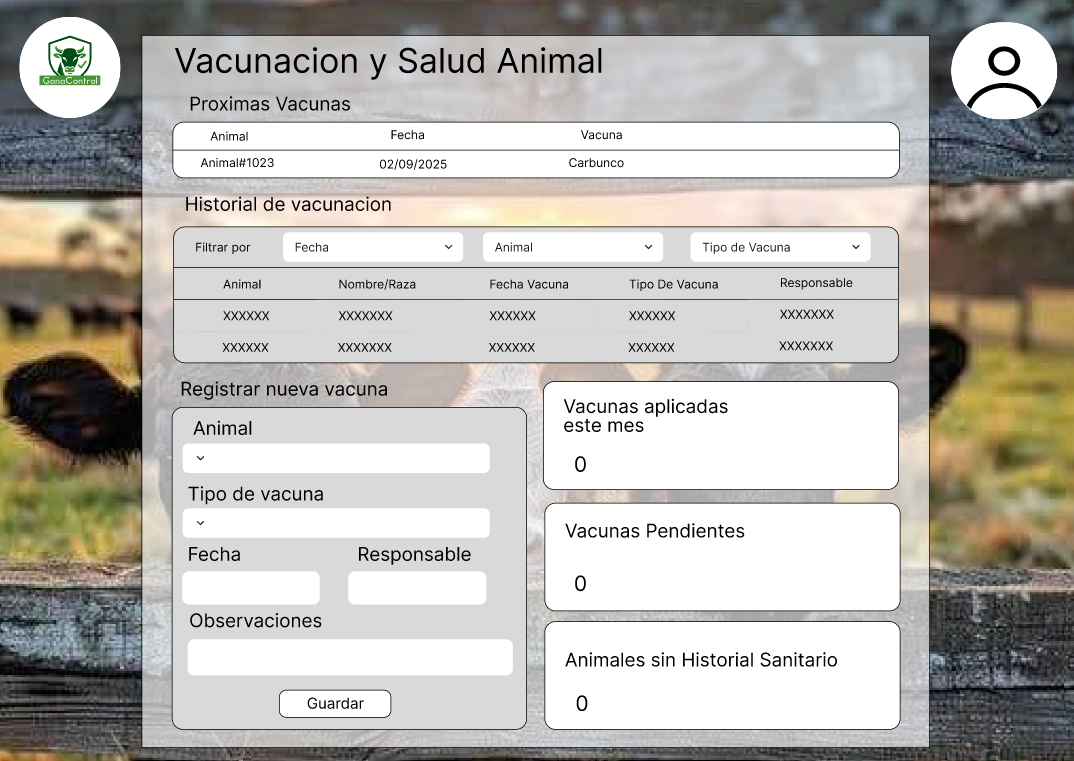 GanaControl
Vacunacion y Salud Animal
Proximas Vacunas
Animal Fecha Vacuna
Animal#1023 02/09/2025 Carbunco
Historial de vacunacion
Filtrar por Fecha Animal Tipo de Vacuna
Animal Nombre/Raza Fecha Vacuna Tipo De Vacuna Responsable
XXXXXX XXXXXXX XXXXXX XXXXXX XXXXXXX
XXXXXX XXXXXXX XXXXXX XXXXXX XXXXXXX
Registrar nueva vacuna
Animal
Tipo de vacuna
Fecha Responsable
Observaciones
Guardar
Vacunas aplicadas
este mes
0
Vacunas Pendientes
0
Animales sin Historial Sanitario
0